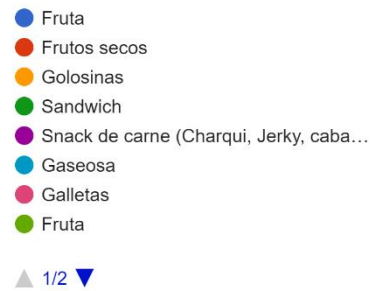 Fruta
Frutos secos
Golosinas
Sandwich
Snack de carne (Charqui, Jerky, caba…
Gaseosa
Galletas
Fruta
1/2